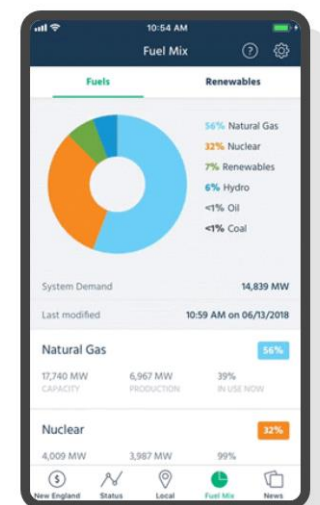 10:54 AM
Fuel Mix
?
Fuels Renewables
56% Natural Gas
32% Nuclear
7% Renewables
6% Hydro
<1% Oil
<1% Coal
System Demand 14,839 MW
Last modified 10:59 AM on 06/13/2018
Natural Gas 56%
17,740 MW 6,967 MW 39%
CAPACITY PRODUCTION IN USE NOW
Nuclear 32%
4,009 MW 3,987 MW 99%
$
New England Status Local Fuel Mix News